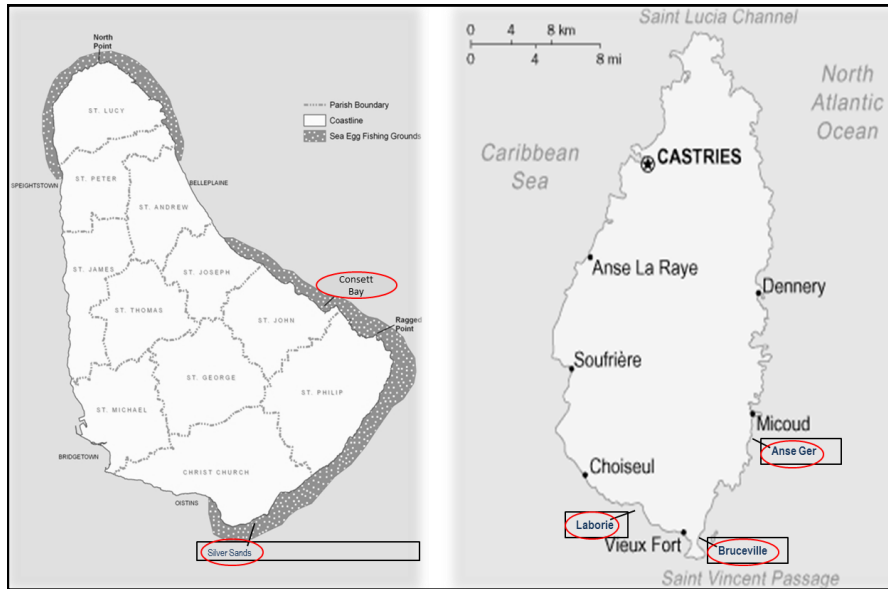 North
Point
ST. LUCY
Parish Boundary
Coastline
Sea Egg Fishing Grounds
SPEIGHTSTOWN
ST. PETER
BELLEPLAINE
ST. ANDREW
ST. JAMES
ST. JOSEPH
Consett
Bay
ST. THOMAS
ST. JOHN
Ragged
Point
ST. GEORGE
ST. PHILIP
ST. MICHAEL
BRIDGETOWN
CHRIST CHURCH
OISTINS
Silver Sands
Saint Lucia Channel
0 4 8 km
0 4 8 mi
North
Atlantic
Ocean
Caribbean
Sea
CASTRIES
Anse La Raye
Dennery
Soufrière
Micoud
Anse Ger
Choiseul
Laborie
Vieux Fort
Bruceville
Saint Vincent Passage